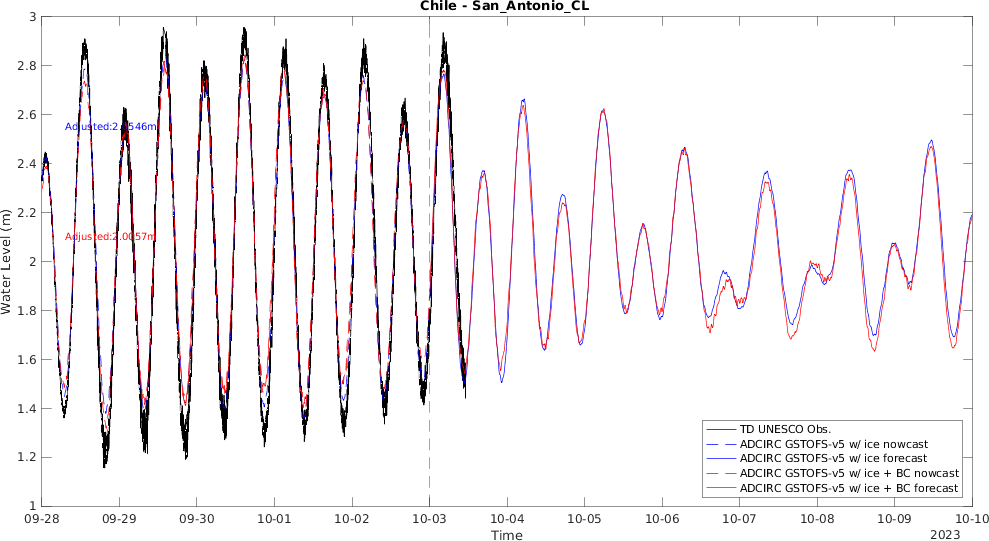 Chile - San_Antonio_CL
3
2.8
2.6
2.4
2.2
2
1.8
1.6
1.4
1.2
1
Water Level (m)
Adjusted:2.0057m
TD UNESCO Obs.
ADCIRC GSTOFS-v5 w/ ice nowcast
ADCIRC GSTOFS-v5 w/ ice forecast
ADCIRC GSTOFS-v5 w/ ice + BC nowcast
ADCIRC GSTOFS-v5 w/ ice + BC forecast
09-28 09-29 09-30 10-01 10-02 10-03 10-04 10-05 10-06 10-07 10-08 10-09 10-10
Time
2023